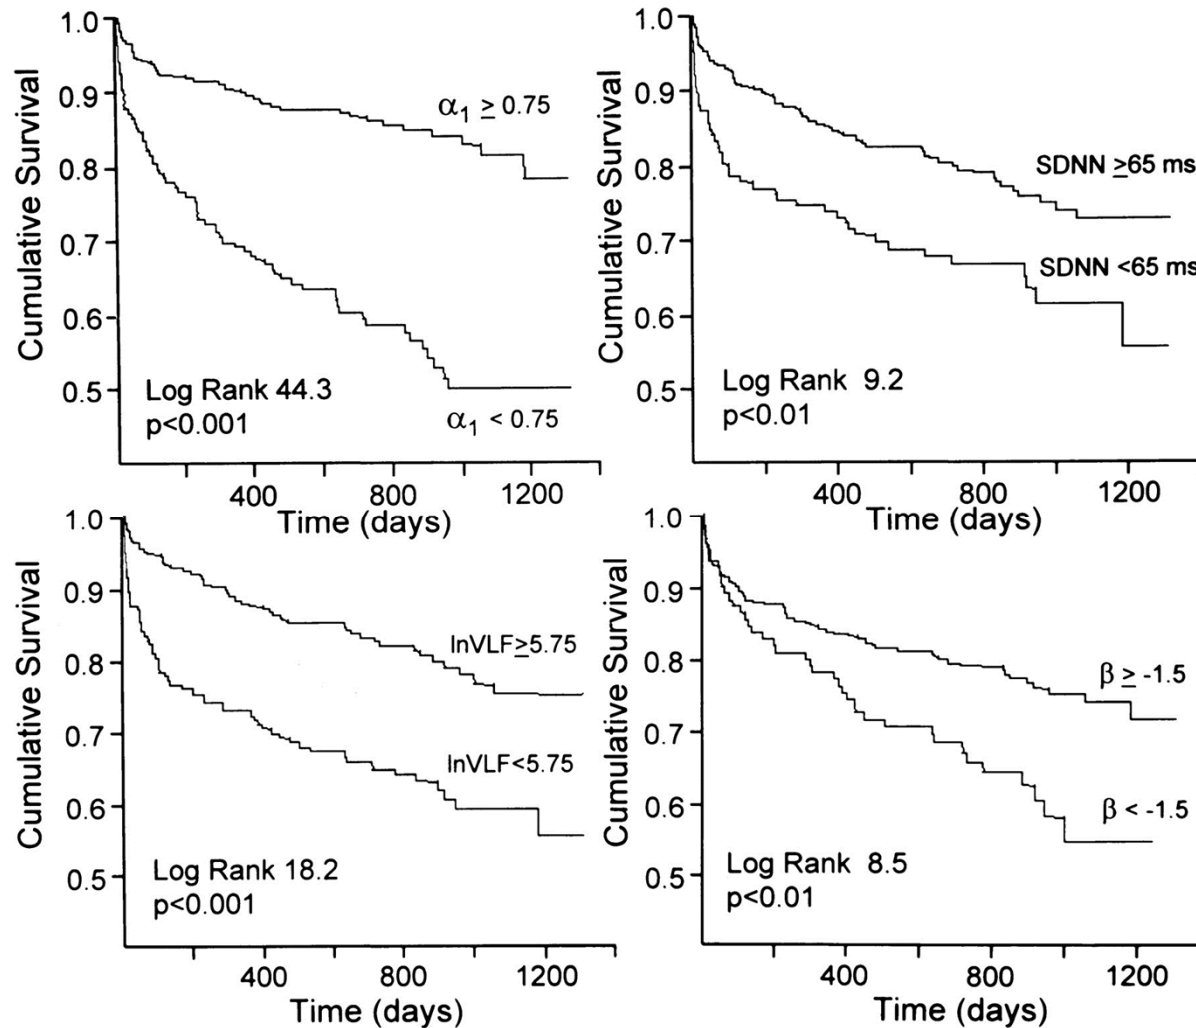 Cumulative Survival
1.0
0.9
0.8
0.7
0.6
0.5
α1 ≥ 0.75
Log Rank 44.3
p<0.001
α1 < 0.75
400
800
1200
Time (days)
Cumulative Survival
1.0
0.9
0.8
0.7
0.6
0.5
SDNN ≥65 ms
SDNN <65 ms
Log Rank 9.2
p<0.01
400
800
1200
Time (days)
Cumulative Survival
1.0
0.9
0.8
0.7
0.6
0.5
lnVLF≥5.75
lnVLF<5.75
Log Rank 18.2
p<0.001
400
800
1200
Time (days)
Cumulative Survival
1.0
0.9
0.8
0.7
0.6
0.5
β ≥ -1.5
β < -1.5
Log Rank 8.5
p<0.01
400
800
1200
Time (days)